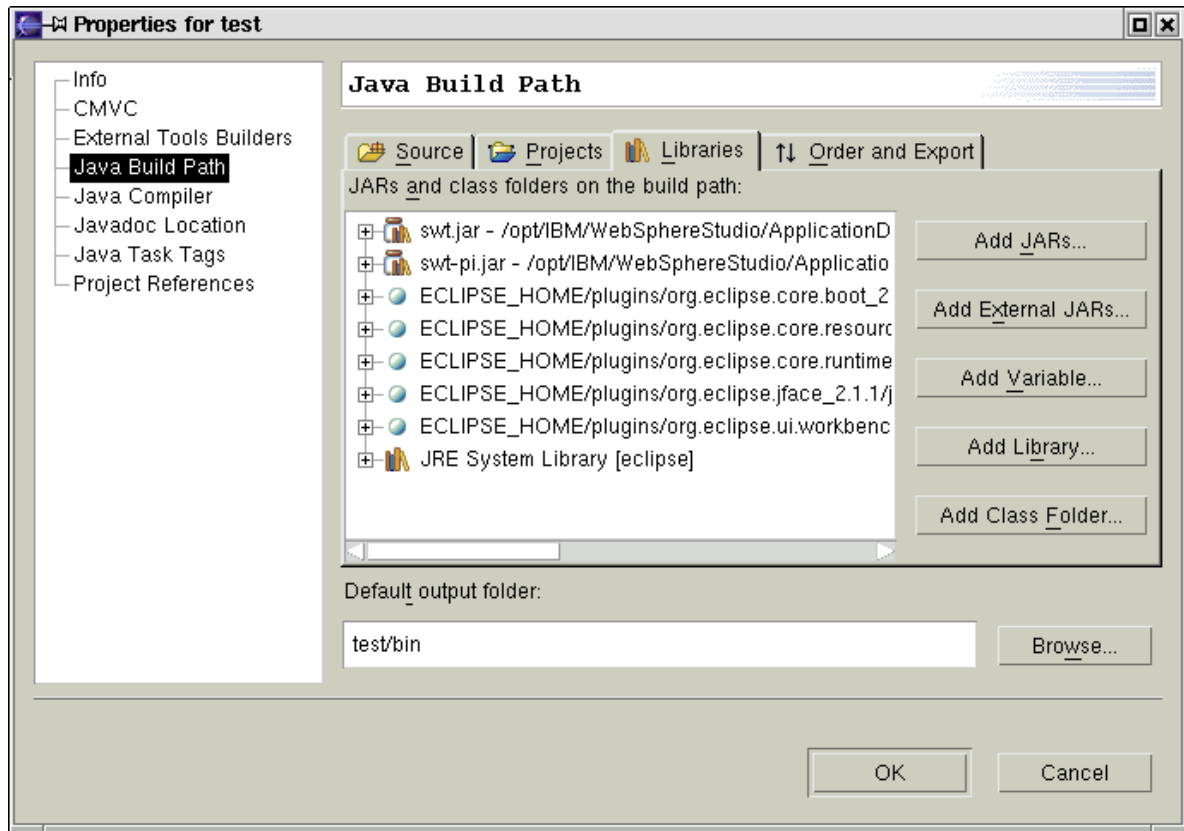 Properties for test
Info
CMVC
External Tools Builders
Java Build Path
Java Compiler
Javadoc Location
Java Task Tags
Project References
Java Build Path
Source Projects Libraries Order and Export
JARs and class folders on the build path:
swt.jar - /opt/IBM/WebSphereStudio/ApplicationD
swt-pi.jar - /opt/IBM/WebSphereStudio/Applicatio
ECLIPSE_HOME/plugins/org.eclipse.core.boot_2
ECLIPSE_HOME/plugins/org.eclipse.core.resourc
ECLIPSE_HOME/plugins/org.eclipse.core.runtime
ECLIPSE_HOME/plugins/org.eclipse.jface_2.1.1/j
ECLIPSE_HOME/plugins/org.eclipse.ui.workbenc
JRE System Library [eclipse]
Add JARs...
Add External JARs...
Add Variable...
Add Library...
Add Class Folder...
Default output folder:
test/bin
Browse...
OK
Cancel